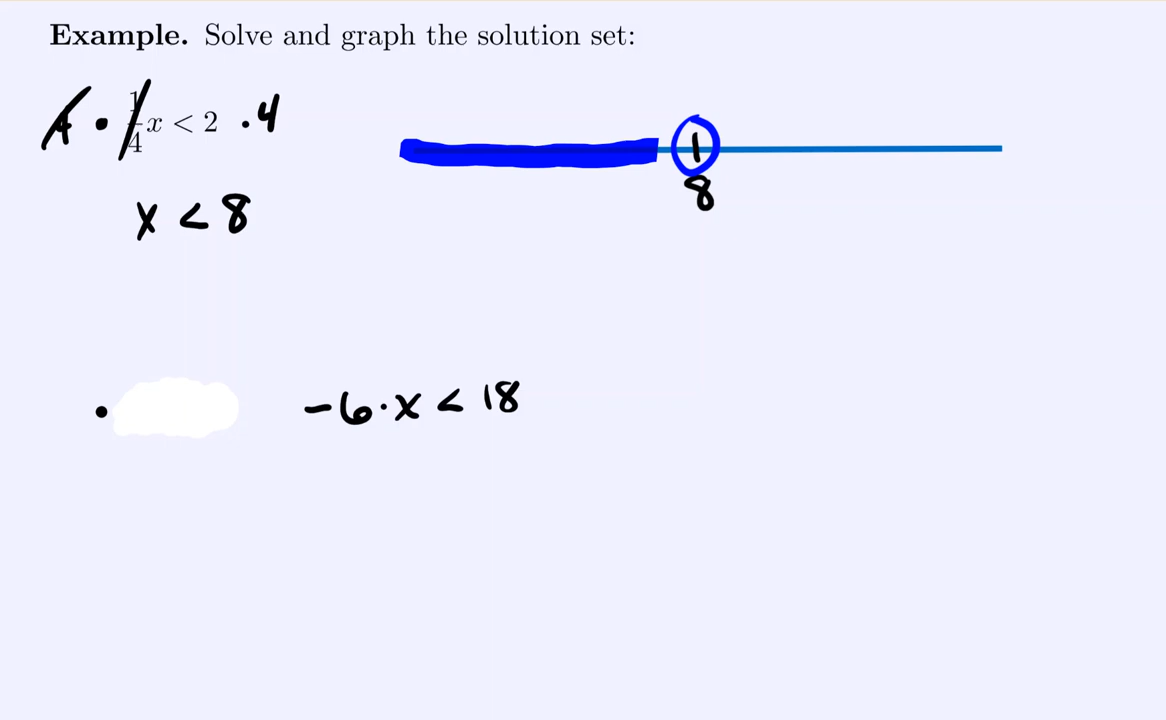 Example. Solve and graph the solution set:
4 · 1/4 x < 2 · 4
8
x < 8
· -6·x < 18